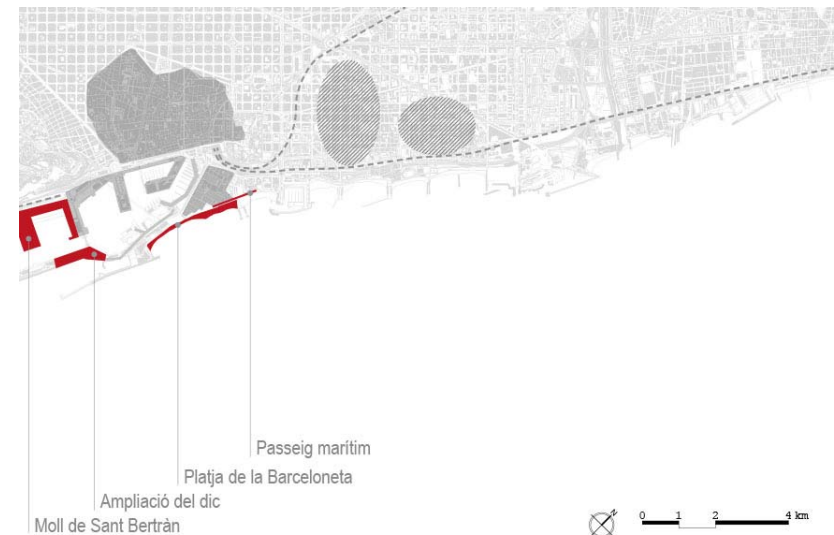 Passeig marítim
Platja de la Barceloneta
Ampliació del dic
Moll de Sant Bertràn
N
0 1 2 4 km